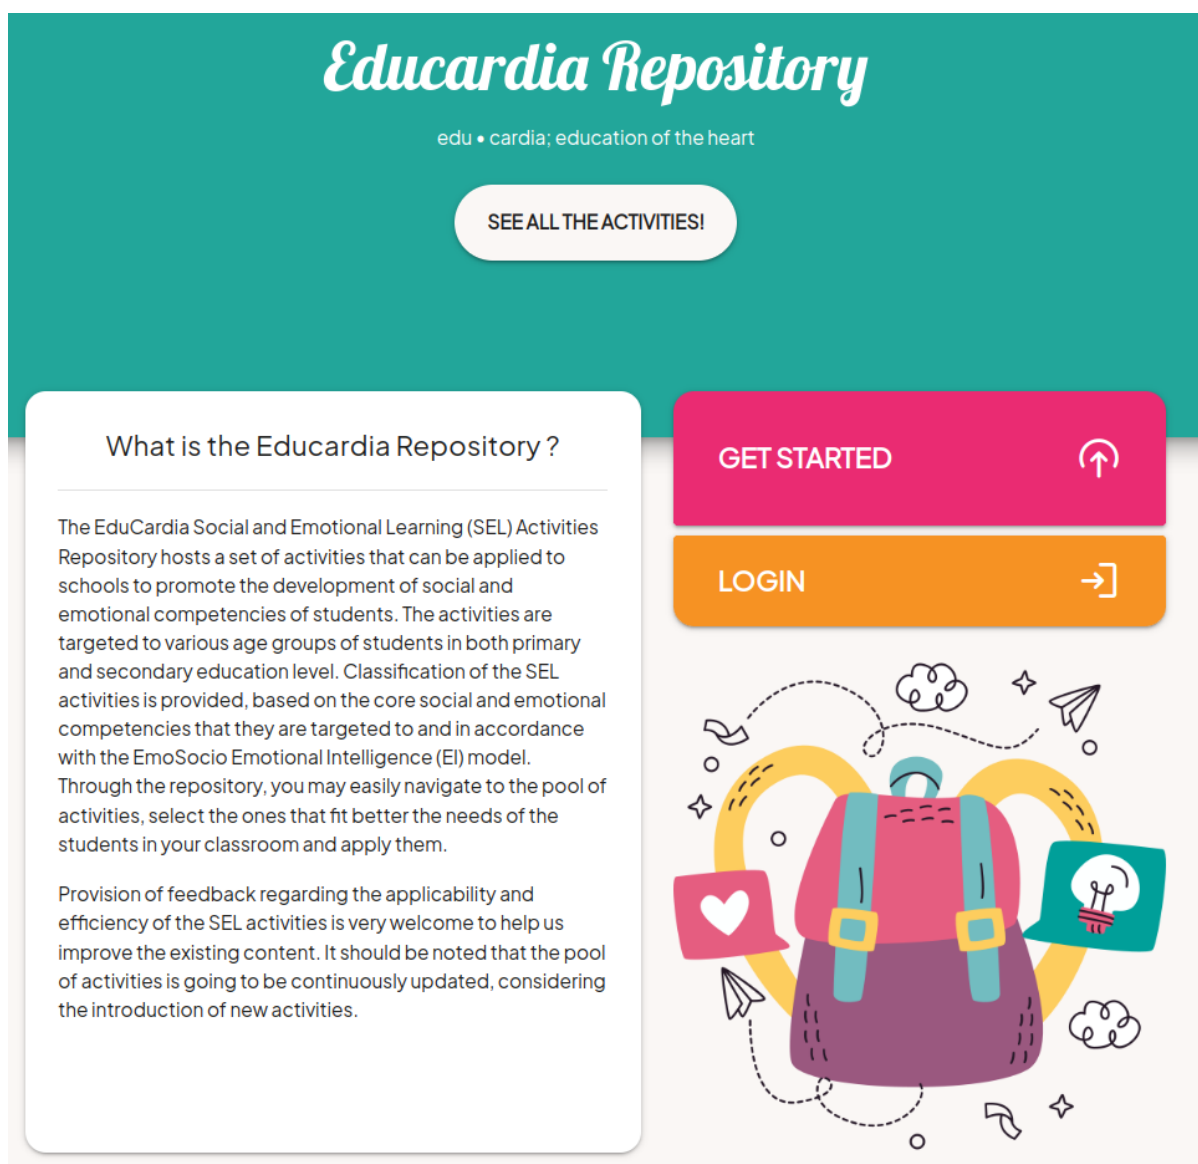 Educardia Repository
edu • cardia; education of the heart
SEE ALL THE ACTIVITIES!
What is the Educardia Repository ?
The EduCardia Social and Emotional Learning (SEL) Activities
Repository hosts a set of activities that can be applied to
schools to promote the development of social and
emotional competencies of students. The activities are
targeted to various age groups of students in both primary
and secondary education level. Classification of the SEL
activities is provided, based on the core social and emotional
competencies that they are targeted to and in accordance
with the EmoSocio Emotional Intelligence (EI) model.
Through the repository, you may easily navigate to the pool of
activities, select the ones that fit better the needs of the
students in your classroom and apply them.
Provision of feedback regarding the applicability and
efficiency of the SEL activities is very welcome to help us
improve the existing content. It should be noted that the pool
of activities is going to be continuously updated, considering
the introduction of new activities.
GET STARTED
LOGIN